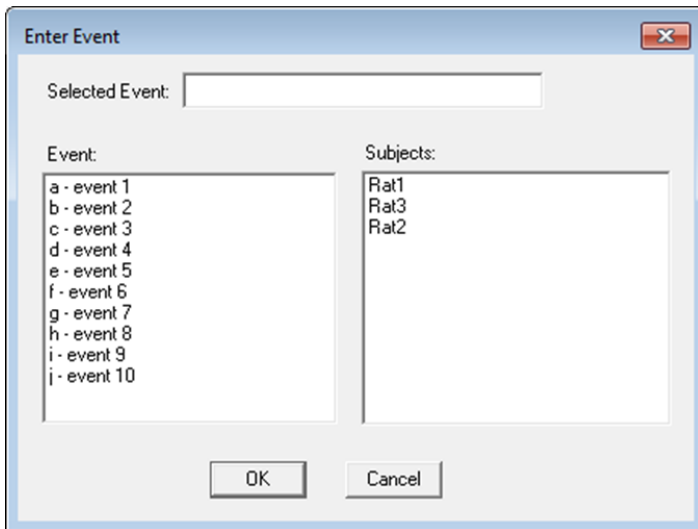 Enter Event
Selected Event:
Event:
a - event 1
b - event 2
c - event 3
d - event 4
e - event 5
f - event 6
g - event 7
h - event 8
i - event 9
j - event 10
Subjects:
Rat1
Rat3
Rat2
OK
Cancel